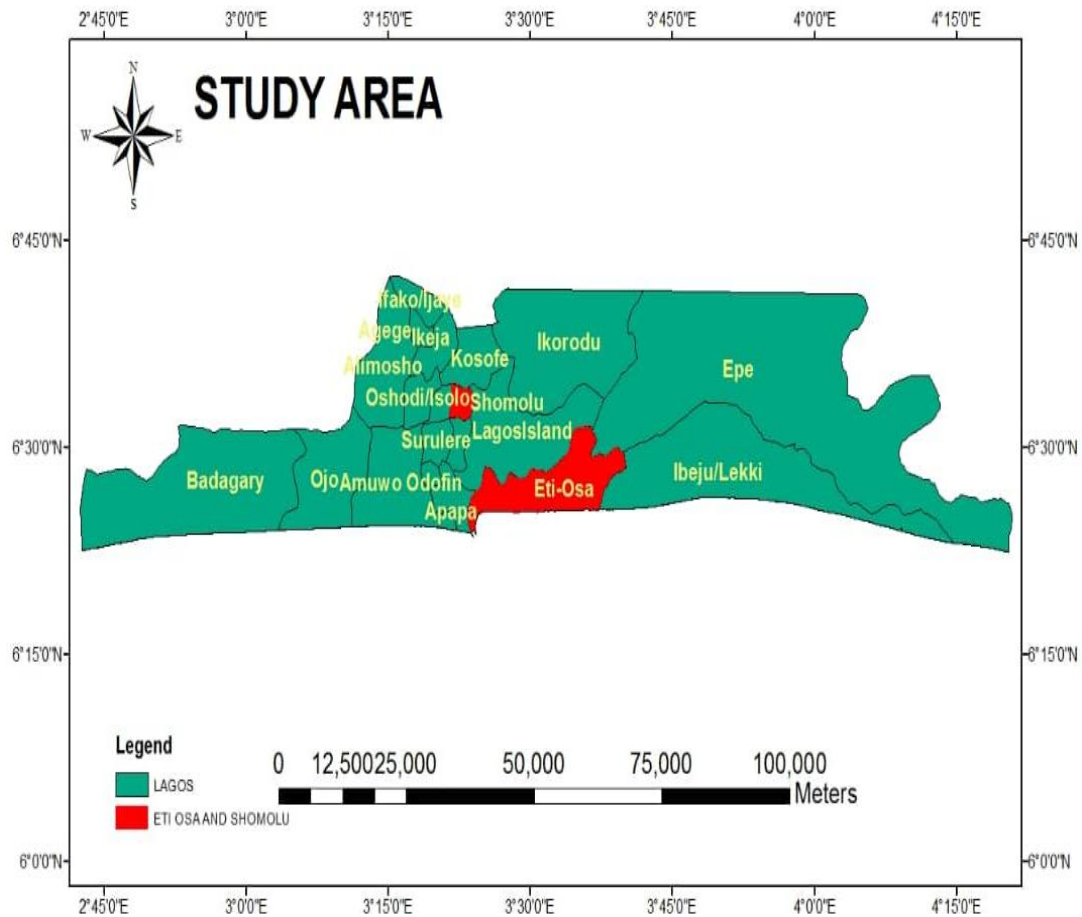 2°45'0"E 3°0'0"E 3°15'0"E 3°30'0"E 3°45'0"E 4°0'0"E 4°15'0"E
N
STUDY AREA
W E
S
6°45'0"N 6°45'0"N
Ifako/Ijaye
Agege Ikeja
Ikorodu
Kosofe
Alimosho
Epe
Oshodi/Isolo Shomolu
LagosIsland
Surulere
6°30'0"N 6°30'0"N
Ibeju/Lekki
Badagary Ojo Amuwo Odofin
Eti-Osa
Apapa
6°15'0"N 6°15'0"N
Legend
LAGOS
ETI OSA AND SHOMOLU
0 12,500 25,000 50,000 75,000 100,000
Meters
6°0'0"N 6°0'0"N
2°45'0"E 3°0'0"E 3°15'0"E 3°30'0"E 3°45'0"E 4°0'0"E 4°15'0"E